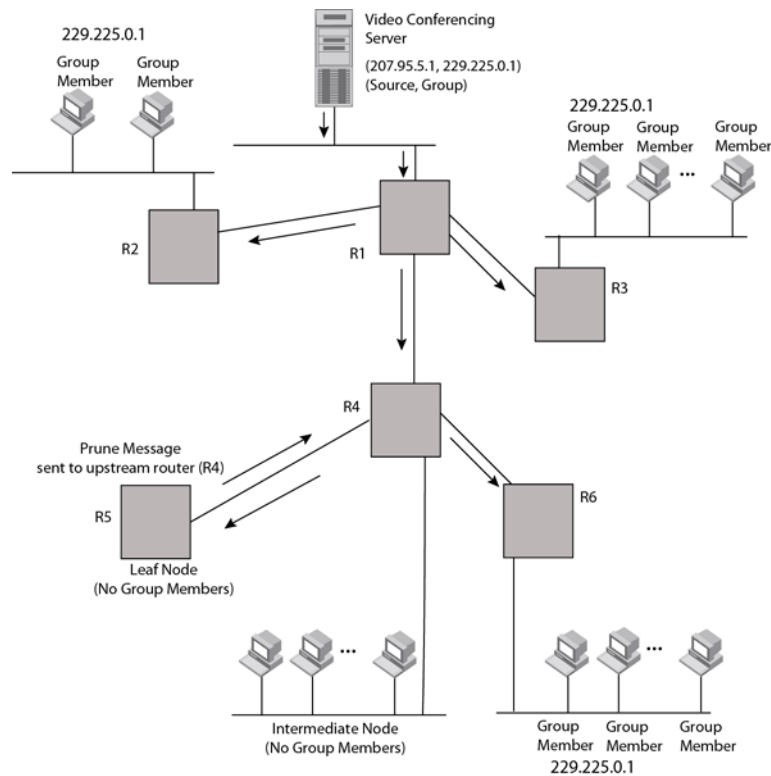 Video Conferencing
Server
(207.95.5.1, 229.225.0.1)
(Source, Group)
229.225.0.1
Group
Member
Group
Member
229.225.0.1
Group
Member
Group
Member
...
Group
Member
R2
R1
R3
R4
Prune Message
sent to upstream router (R4)
R5
R6
Leaf Node
(No Group Members)
...
...
Intermediate Node
(No Group Members)
Group
Member
Group
Member
Group
Member
229.225.0.1